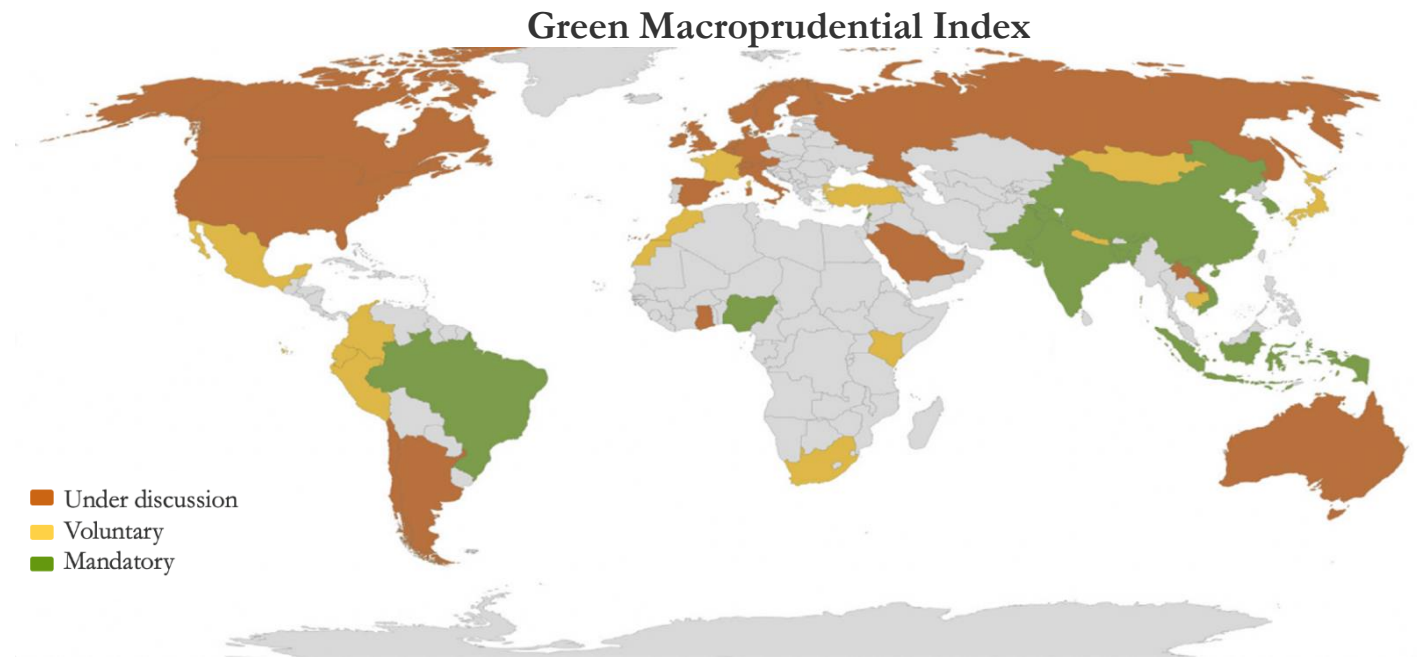 Green Macroprudential Index
Under discussion
Voluntary
Mandatory